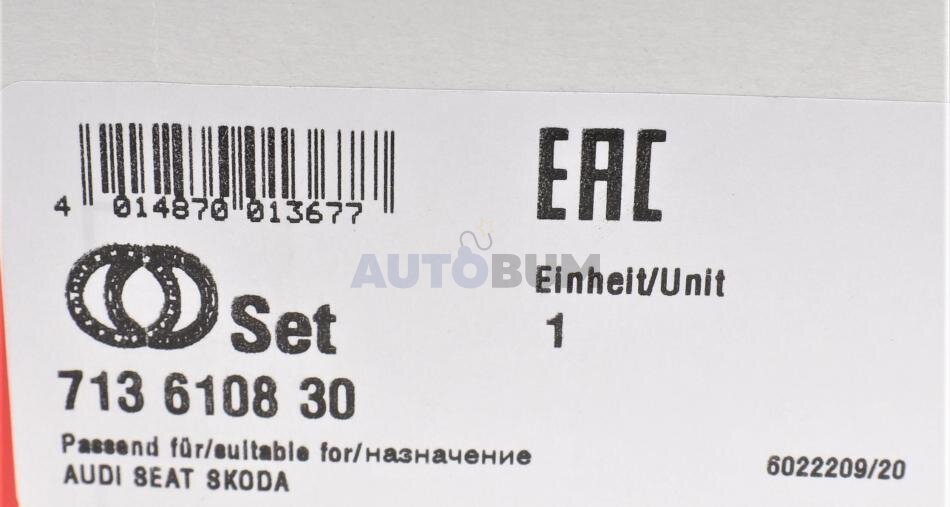 4 014870 013677
EAC
AUTOBUM
Einheit/Unit
1
Set
713 6108 30
Passend für/suitable for/назначение
AUDI SEAT SKODA
6022209/20